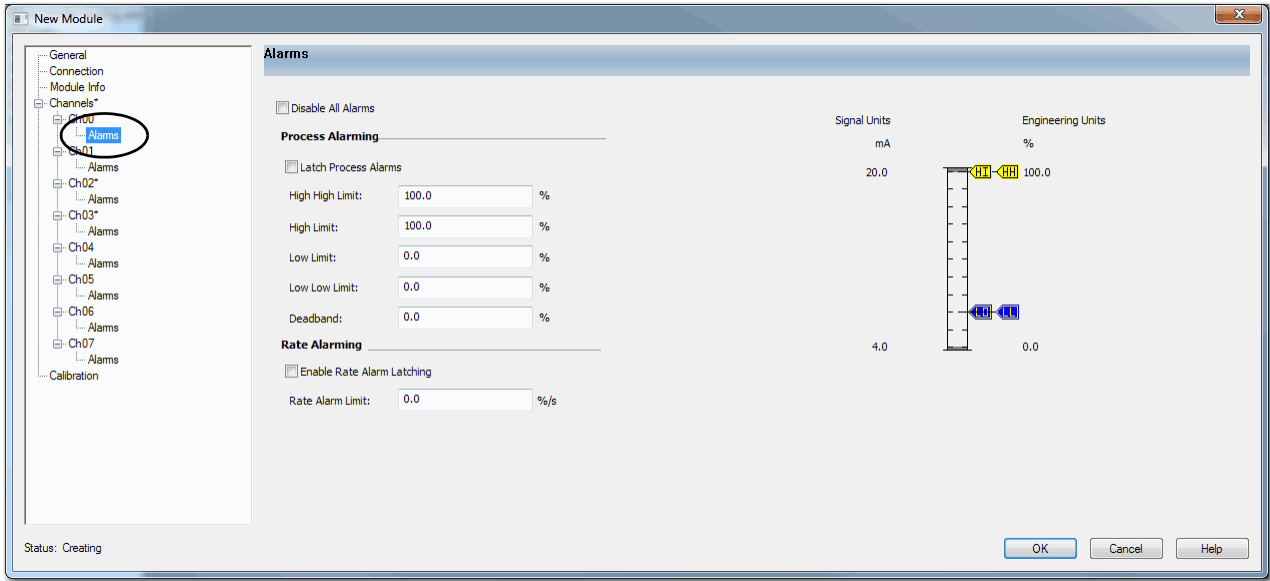 New Module
General
Connection
Module Info
Channels*
Ch00
Alarms
Ch01
Alarms
Ch02*
Alarms
Ch03*
Alarms
Ch04
Alarms
Ch05
Alarms
Ch06
Alarms
Ch07
Alarms
Calibration
Alarms
Disable All Alarms
Process Alarming
Latch Process Alarms
High High Limit: 100.0 %
High Limit: 100.0 %
Low Limit: 0.0 %
Low Low Limit: 0.0 %
Deadband: 0.0 %
Rate Alarming
Enable Rate Alarm Latching
Rate Alarm Limit: 0.0 %/s
Signal Units Engineering Units
mA %
20.0 HI HH 100.0
LO LL
4.0 0.0
Status: Creating
OK Cancel Help